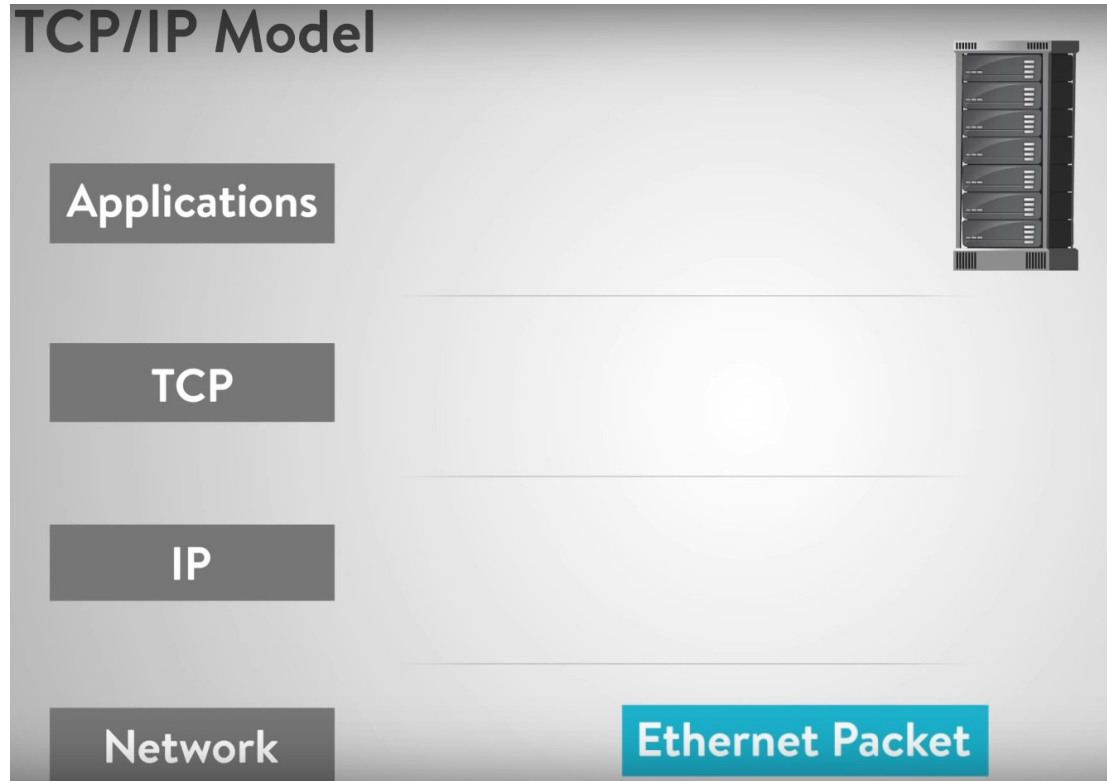 TCP/IP Model
Applications
TCP
IP
Network
Ethernet Packet